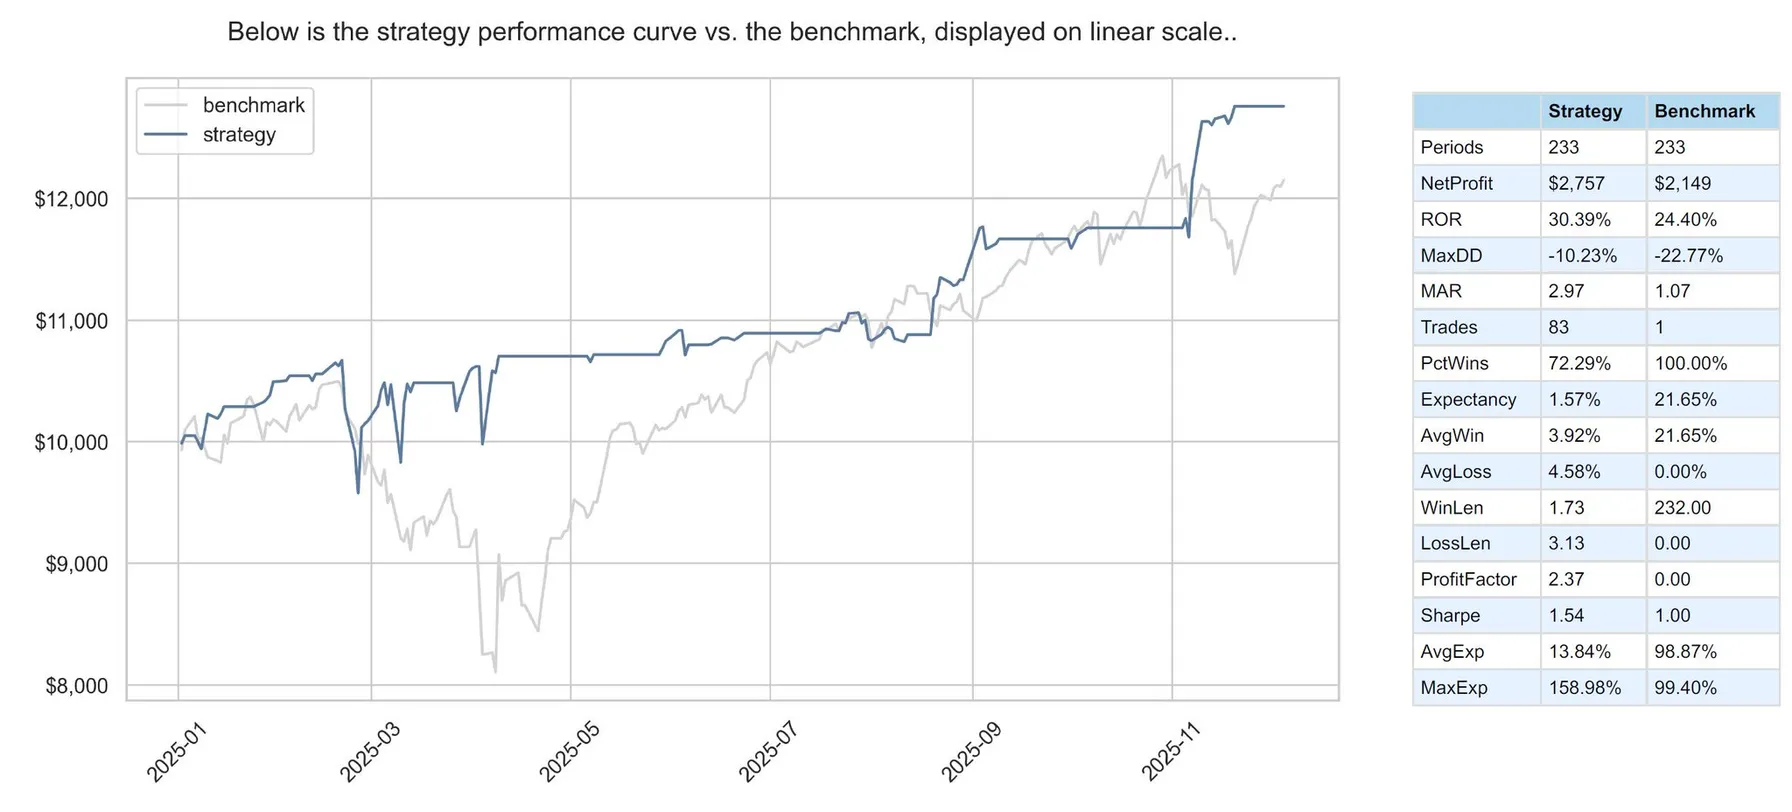 Below is the strategy performance curve vs. the benchmark, displayed on linear scale..
benchmark
strategy
$12,000
$11,000
$10,000
$9,000
$8,000
2025-01
2025-03
2025-05
2025-07
2025-09
2025-11
Strategy Benchmark
Periods 233 233
NetProfit $2,757 $2,149
ROR 30.39% 24.40%
MaxDD -10.23% -22.77%
MAR 2.97 1.07
Trades 83 1
PctWins 72.29% 100.00%
Expectancy 1.57% 21.65%
AvgWin 3.92% 21.65%
AvgLoss 4.58% 0.00%
WinLen 1.73 232.00
LossLen 3.13 0.00
ProfitFactor 2.37 0.00
Sharpe 1.54 1.00
AvgExp 13.84% 98.87%
MaxExp 158.98% 99.40%